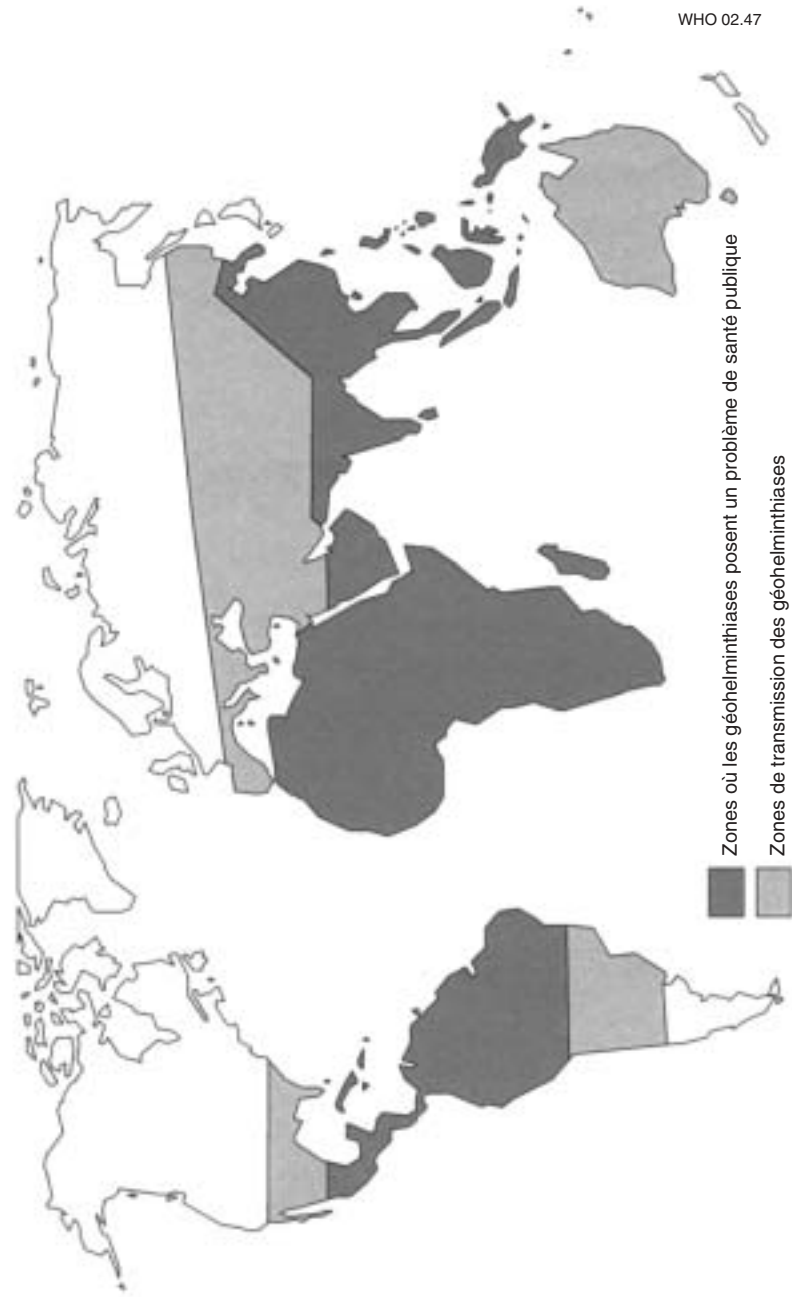 WHO 02.47
Zones où les géohelminthiases posent un problème de santé publique
Zones de transmission des géohelminthiases